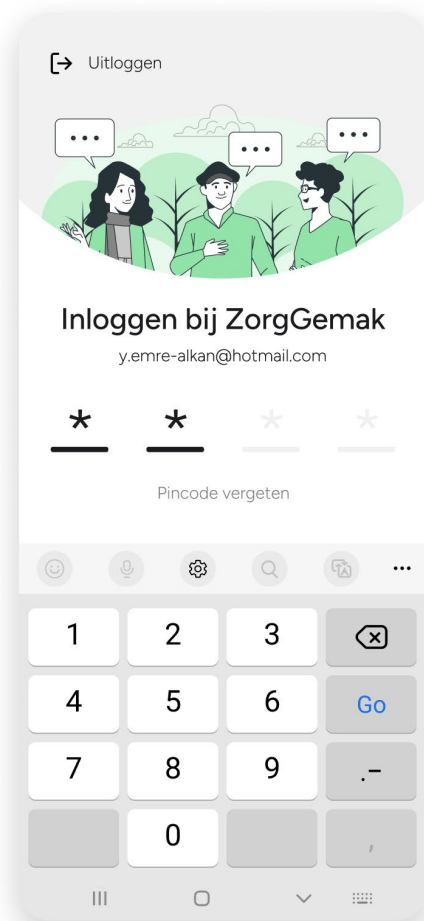 Uitloggen
Inloggen bij ZorgGemak
y.emre-alkan@hotmail.com
* * * *
Pincode vergeten
1 2 3
4 5 6 Go
7 8 9 .-
0 ,